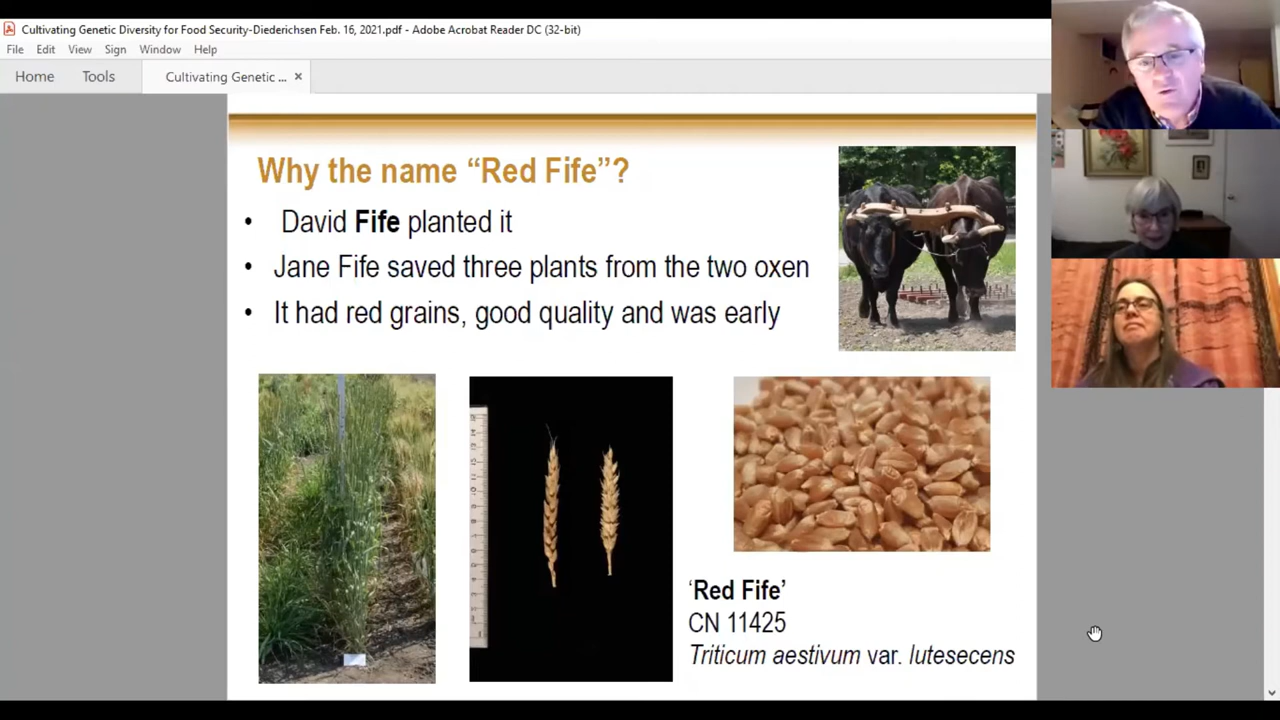 Cultivating Genetic Diversity for Food Security-Diederichsen Feb. 16, 2021.pdf - Adobe Acrobat Reader DC (32-bit)
File Edit View Sign Window Help
Home Tools Cultivating Genetic ... ×
Why the name “Red Fife”?
• David Fife planted it
• Jane Fife saved three plants from the two oxen
• It had red grains, good quality and was early
‘Red Fife’
CN 11425
Triticum aestivum var. lutesecens